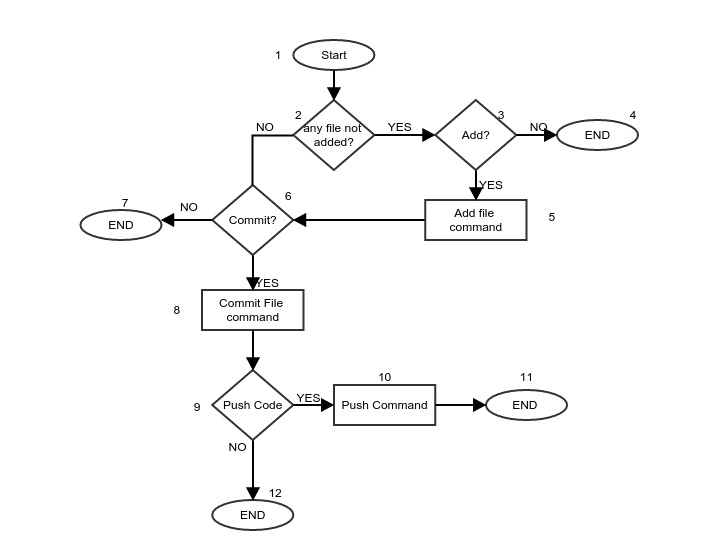 1
Start
2
3
4
NO
any file not
added?
YES
Add?
NO
END
YES
7
NO
6
END
Commit?
Add file
command
5
YES
8
Commit File
command
10
11
9
Push Code
YES
Push Command
END
NO
12
END